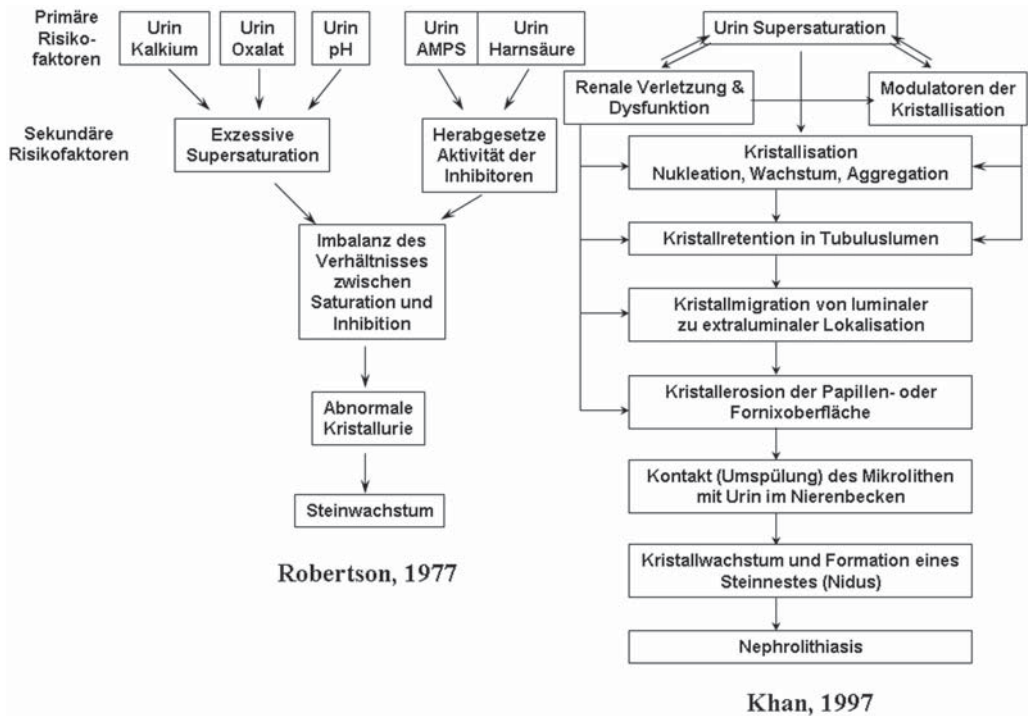 Primäre
Risiko-
faktoren
Urin
Kalkium
Urin
Oxalat
Urin
pH
Urin
AMPS
Urin
Harnsäure
Sekundäre
Risikofaktoren
Exzessive
Supersaturation
Herabgesetze
Aktivität der
Inhibitoren
Imbalanz des
Verhältnisses
zwischen
Saturation und
Inhibition
Abnormale
Kristallurie
Steinwachstum
Robertson, 1977
Urin Supersaturation
Renale Verletzung &
Dysfunktion
Modulatoren der
Kristallisation
Kristallisation
Nukleation, Wachstum, Aggregation
Kristallretention in Tubuluslumen
Kristallmigration von luminaler
zu extraluminaler Lokalisation
Kristallerosion der Papillen- oder
Fornixoberfläche
Kontakt (Umspülung) des Mikrolithen
mit Urin im Nierenbecken
Kristallwachstum und Formation eines
Steinnestes (Nidus)
Nephrolithiasis
Khan, 1997